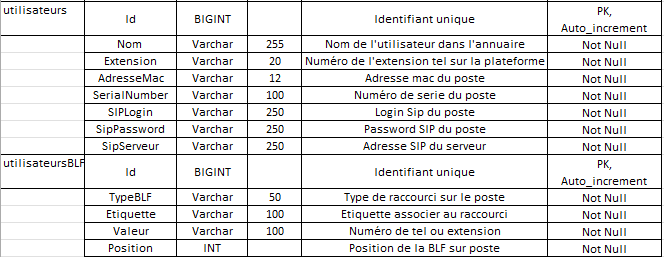 utilisateurs Id BIGINT Identifiant unique PK, Auto_increment
Nom Varchar 255 Nom de l'utilisateur dans l'annuaire Not Null
Extension Varchar 20 Numéro de l'extension tel sur la plateforme Not Null
AdresseMac Varchar 12 Adresse mac du poste Not Null
SerialNumber Varchar 100 Numéro de serie du poste Not Null
SIPLogin Varchar 250 Login Sip du poste Not Null
SipPassword Varchar 250 Password SIP du poste Not Null
SipServeur Varchar 250 Adresse SIP du serveur Not Null
utilisateursBLF Id BIGINT Identifiant unique PK, Auto_increment
TypeBLF Varchar 50 Type de raccourci sur le poste Not Null
Etiquette Varchar 100 Etiquette associer au raccourci Not Null
Valeur Varchar 100 Numéro de tel ou extension Not Null
Position INT Position de la BLF sur poste Not Null